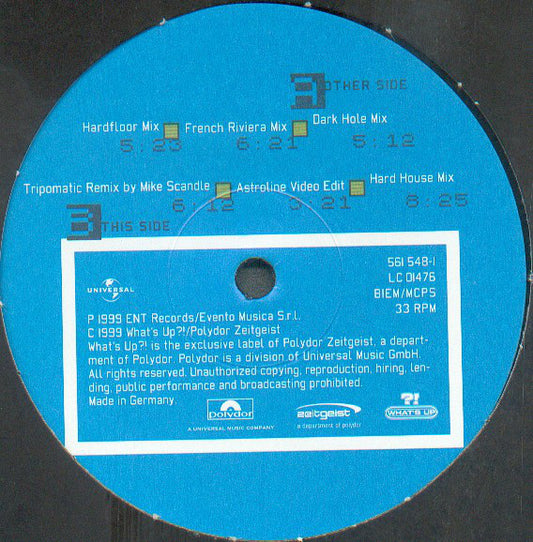 OTHER SIDE
Hardfloor Mix French Riviera Mix Dark Hole Mix
5:23 6:21 5:12
Tripomatic Remix by Mike Scandle Astroline Video Edit Hard House Mix
6:12 3:21 6:25
THIS SIDE
UNIVERSAL
561 548-1
LC 01476
BIEM/MCPS
33 RPM
P 1999 ENT Records/Evento Musica S.r.l.
C 1999 What's Up?!/Polydor Zeitgeist
What's Up?! is the exclusive label of Polydor Zeitgeist, a depart-
ment of Polydor. Polydor is a division of Universal Music GmbH.
All rights reserved. Unauthorized copying, reproduction, hiring, len-
ding, public performance and broadcasting prohibited.
Made in Germany.
polydor
A UNIVERSAL MUSIC COMPANY
zeitgeist
a department of polydor
?!
WHAT'S UP